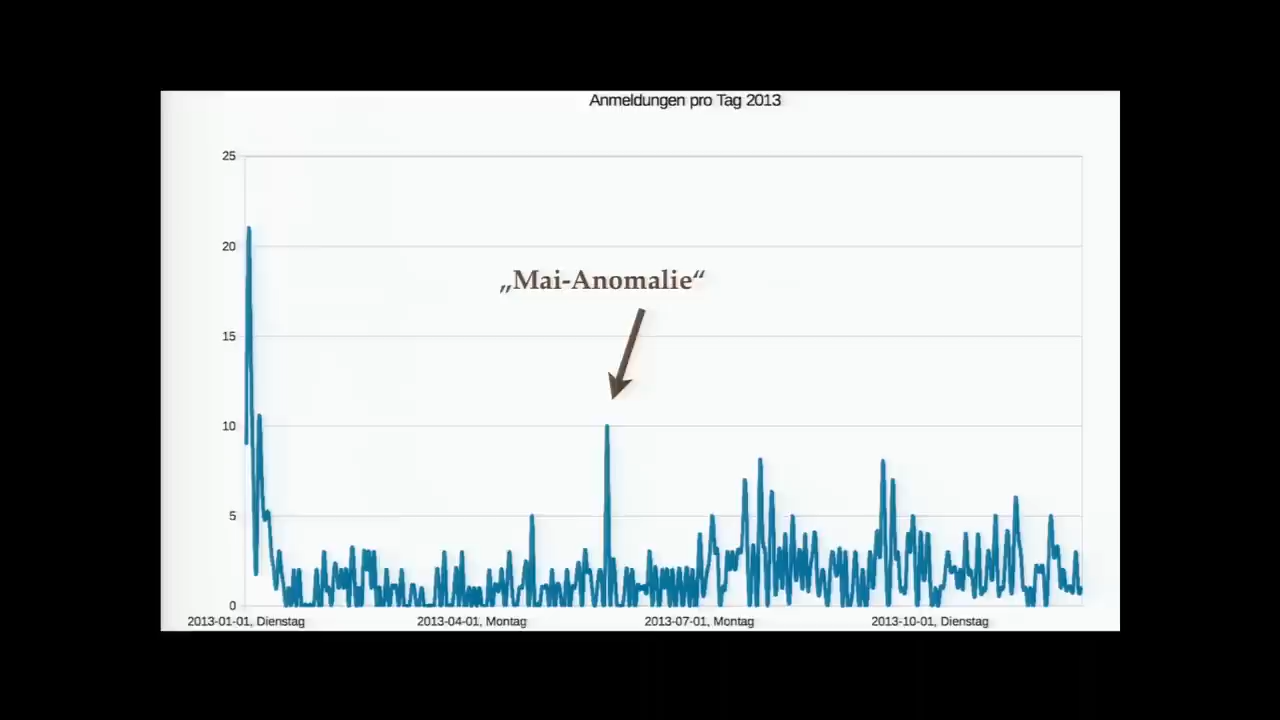 Anmeldungen pro Tag 2013
25
20
„Mai-Anomalie“
15
10
5
0
2013-01-01, Dienstag 2013-04-01, Montag 2013-07-01, Montag 2013-10-01, Dienstag